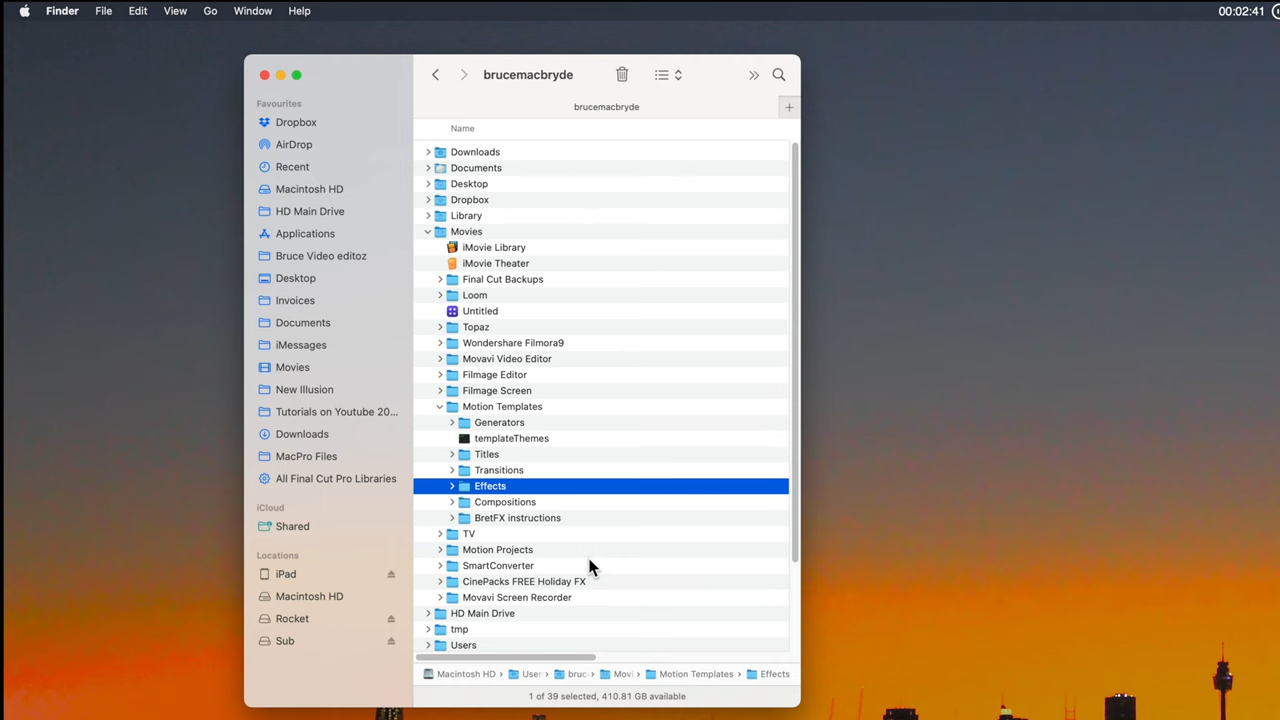 Finder File Edit View Go Window Help 00:02:41
brucemacbryde
brucemacbryde
Favourites
Dropbox
AirDrop
Recent
Macintosh HD
HD Main Drive
Applications
Bruce Video editoz
Desktop
Invoices
Documents
iMessages
Movies
New Illusion
Tutorials on Youtube 20...
Downloads
MacPro Files
All Final Cut Pro Libraries
iCloud
Shared
Locations
iPad
Macintosh HD
Rocket
Sub
Name
Downloads
Documents
Desktop
Dropbox
Library
Movies
iMovie Library
iMovie Theater
Final Cut Backups
Loom
Untitled
Topaz
Wondershare Filmora9
Movavi Video Editor
Filmage Editor
Filmage Screen
Motion Templates
Generators
templateThemes
Titles
Transitions
Effects
Compositions
BretFX instructions
TV
Motion Projects
SmartConverter
CinePacks FREE Holiday FX
Movavi Screen Recorder
HD Main Drive
tmp
Users
Macintosh HD › User › bruc › Movi › Motion Templates › Effects
1 of 39 selected, 410.81 GB available